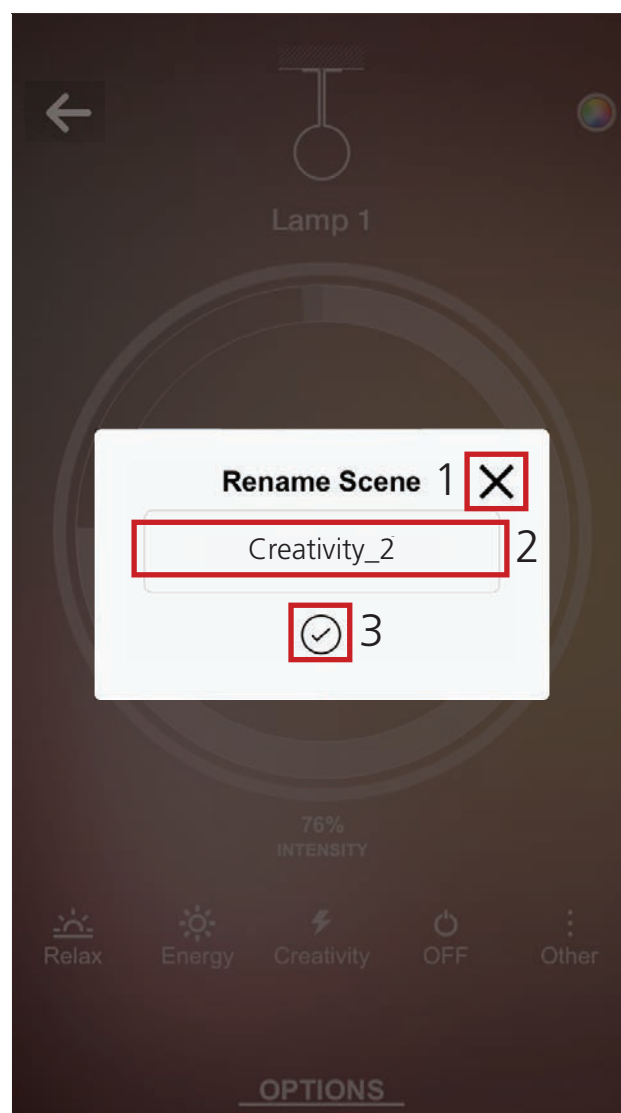 Lamp 1
Rename Scene 1
Creativity_2 2
3
76%
INTENSITY
Relax Energy Creativity OFF Other
OPTIONS